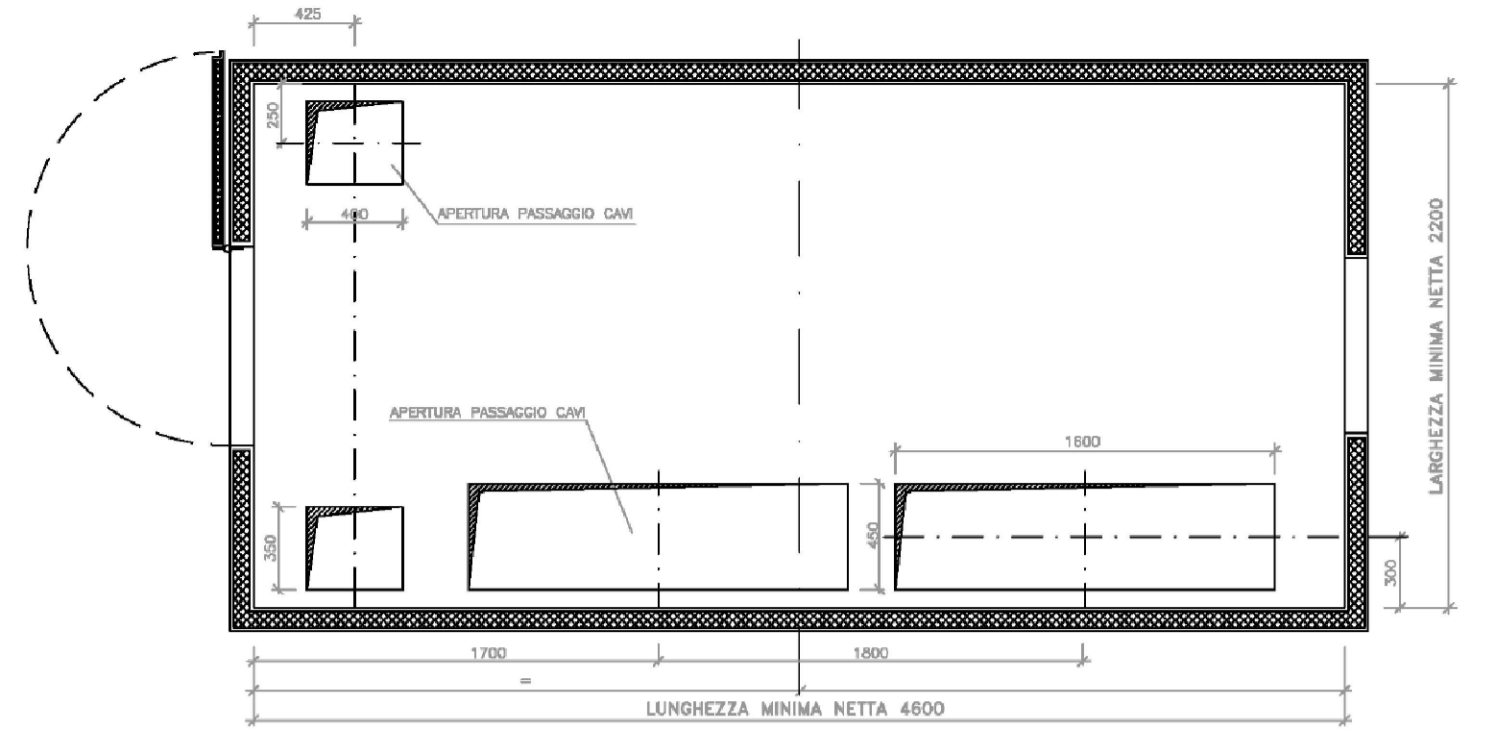 425
250
400
APERTURA PASSAGGIO CAVI
LARGHEZZA MINIMA NETTA 2200
APERTURA PASSAGGIO CAVI
1600
350
450
300
1700
1800
=
LUNGHEZZA MINIMA NETTA 4600